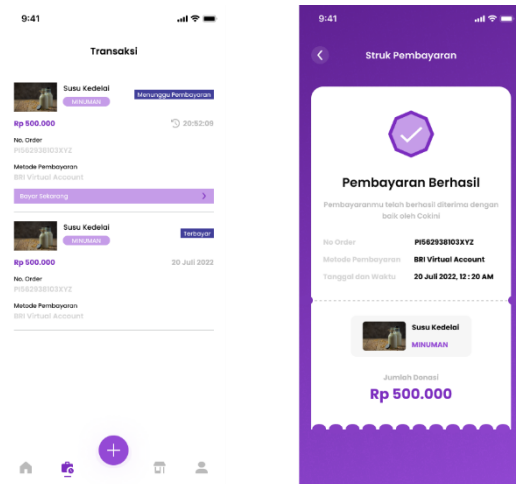 9:41
Transaksi
Susu Kedelai
MINUMAN
Menunggu Pembayaran
Rp 500.000
20:52:09
No. Order
PI562938103XYZ
Metode Pembayaran
BRI Virtual Account
Bayar Sekarang
Susu Kedelai
MINUMAN
Terbayar
Rp 500.000
20 Juli 2022
No. Order
PI562938103XYZ
Metode Pembayaran
BRI Virtual Account
9:41
Struk Pembayaran
Pembayaran Berhasil
Pembayaranmu telah berhasil diterima dengan
baik oleh Cakini
No Order PI562938103XYZ
Metode Pembayaran BRI Virtual Account
Tanggal dan Waktu 20 Juli 2022, 12 : 20 AM
Susu Kedelai
MINUMAN
Jumlah Donasi
Rp 500.000